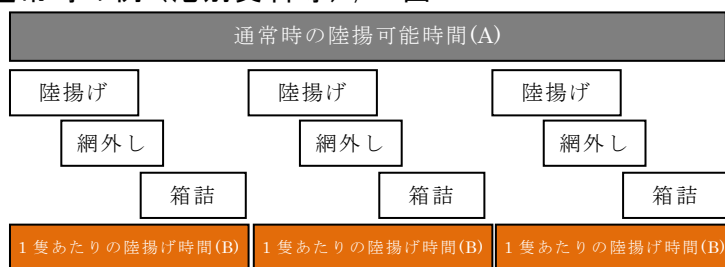 通常時の陸揚可能時間(A)
陸揚げ 陸揚げ 陸揚げ
網外し 網外し 網外し
箱詰 箱詰 箱詰
1隻あたりの陸揚げ時間(B) 1隻あたりの陸揚げ時間(B) 1隻あたりの陸揚げ時間(B)